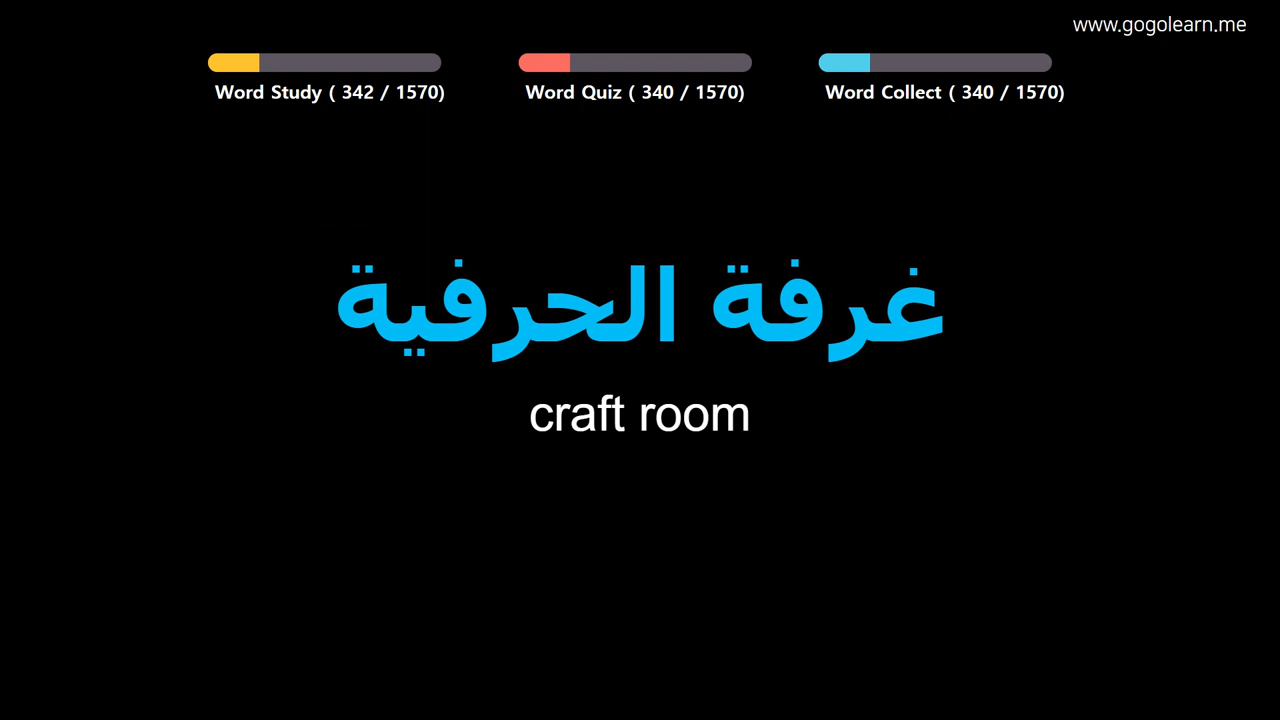 www.gogolearn.me
Word Study ( 342 / 1570)
Word Quiz ( 340 / 1570)
Word Collect ( 340 / 1570)
غرفة الحرفية
craft room